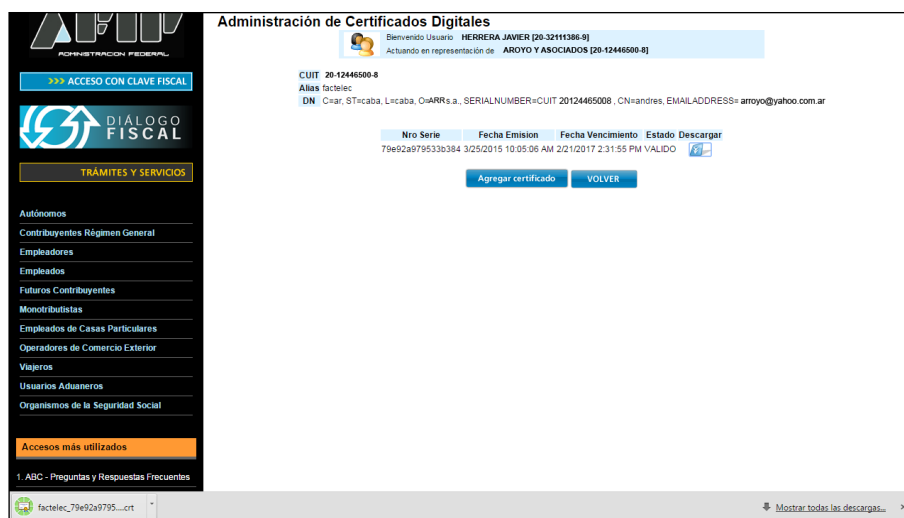 Administración de Certificados Digitales
Bienvenido Usuario HERRERA JAVIER [20-32111386-9]
Actuando en representación de AROYO Y ASOCIADOS [20-12446500-8]
ADMINISTRACION FEDERAL
>>> ACCESO CON CLAVE FISCAL
CUIT 20-12446500-8
Alias factelec
DN C=ar, ST=caba, L=caba, O=ARR s.a., SERIALNUMBER=CUIT 20124465008 , CN=andres, EMAILADDRESS= arroyo@yahoo.com.ar
DIÁLOGO
FISCAL
Nro Serie Fecha Emision Fecha Vencimiento Estado Descargar
79e92a979533b384 3/25/2015 10:05:06 AM 2/21/2017 2:31:55 PM VALIDO
Agregar certificado VOLVER
TRÁMITES Y SERVICIOS
Autónomos
Contribuyentes Régimen General
Empleadores
Empleados
Futuros Contribuyentes
Monotributistas
Empleados de Casas Particulares
Operadores de Comercio Exterior
Viajeros
Usuarios Aduaneros
Organismos de la Seguridad Social
Accesos más utilizados
1. ABC - Preguntas y Respuestas Frecuentes
factelec_79e92a9795....crt
Mostrar todas las descargas...